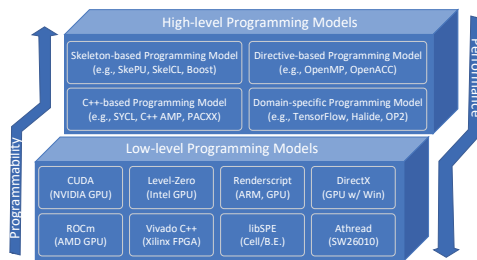 High-level Programming Models
Skeleton-based Programming Model
(e.g., SkePU, SkelCL, Boost)
Directive-based Programming Model
(e.g., OpenMP, OpenACC)
C++-based Programming Model
(e.g., SYCL, C++ AMP, PACXX)
Domain-specific Programming Model
(e.g., TensorFlow, Halide, OP2)
Low-level Programming Models
CUDA
(NVIDIA GPU)
Level-Zero
(Intel GPU)
Renderscript
(ARM, GPU)
DirectX
(GPU w/ Win)
ROCm
(AMD GPU)
Vivado C++
(Xilinx FPGA)
libSPE
(Cell/B.E.)
Athread
(SW26010)
Programmability
Performance